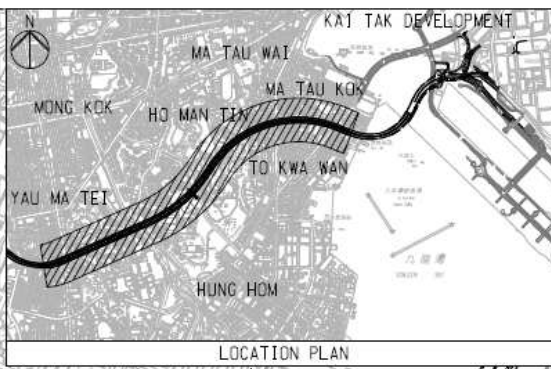 N
KAI TAK DEVELOPMENT
MA TAU WAI
MA TAU KOK
MONG KOK
HO MAN TIN
TO KWA WAN
YAU MA TEI
九龍灣
HUNG HOM
LOCATION PLAN